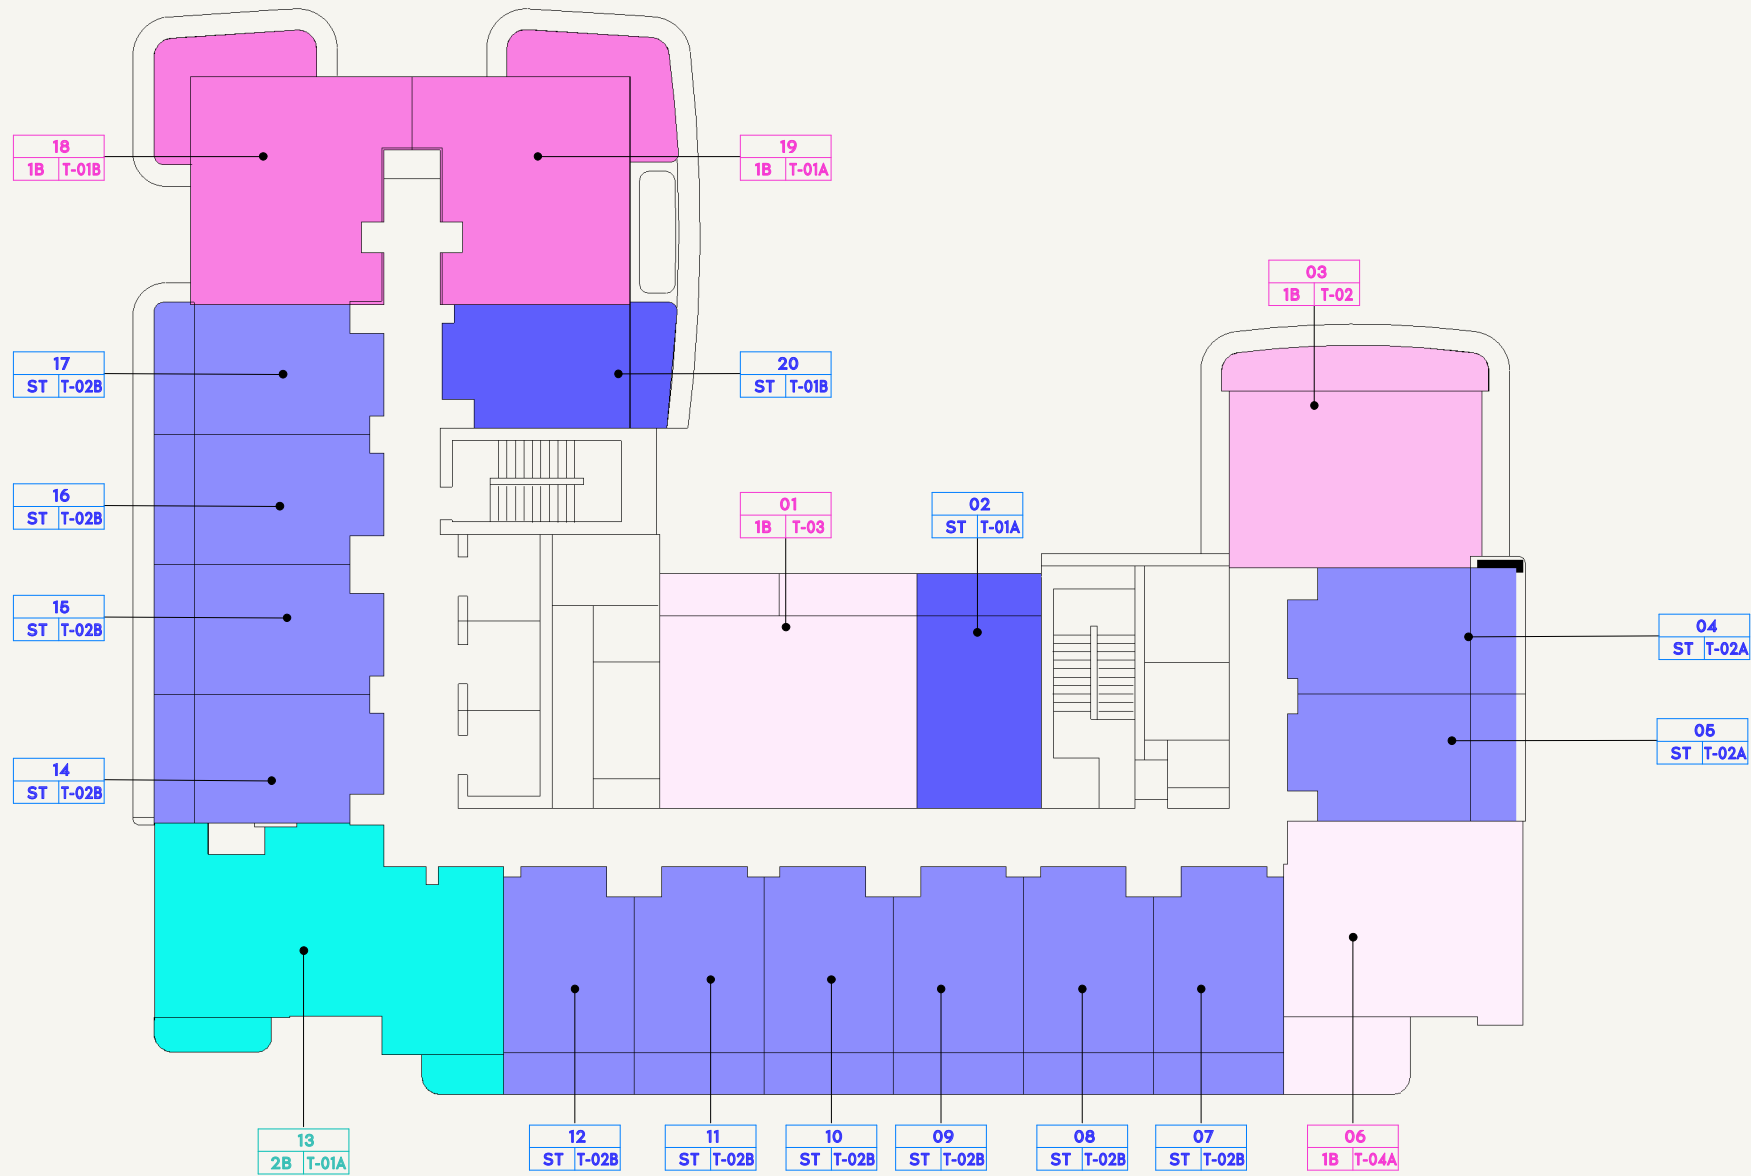 18
1B T-01B
19
1B T-01A
03
1B T-02
17
ST T-02B
20
ST T-01B
16
ST T-02B
01
1B T-03
02
ST T-01A
15
ST T-02B
04
ST T-02A
05
ST T-02A
14
ST T-02B
13
2B T-01A
12
ST T-02B
11
ST T-02B
10
ST T-02B
09
ST T-02B
08
ST T-02B
07
ST T-02B
06
1B T-04A